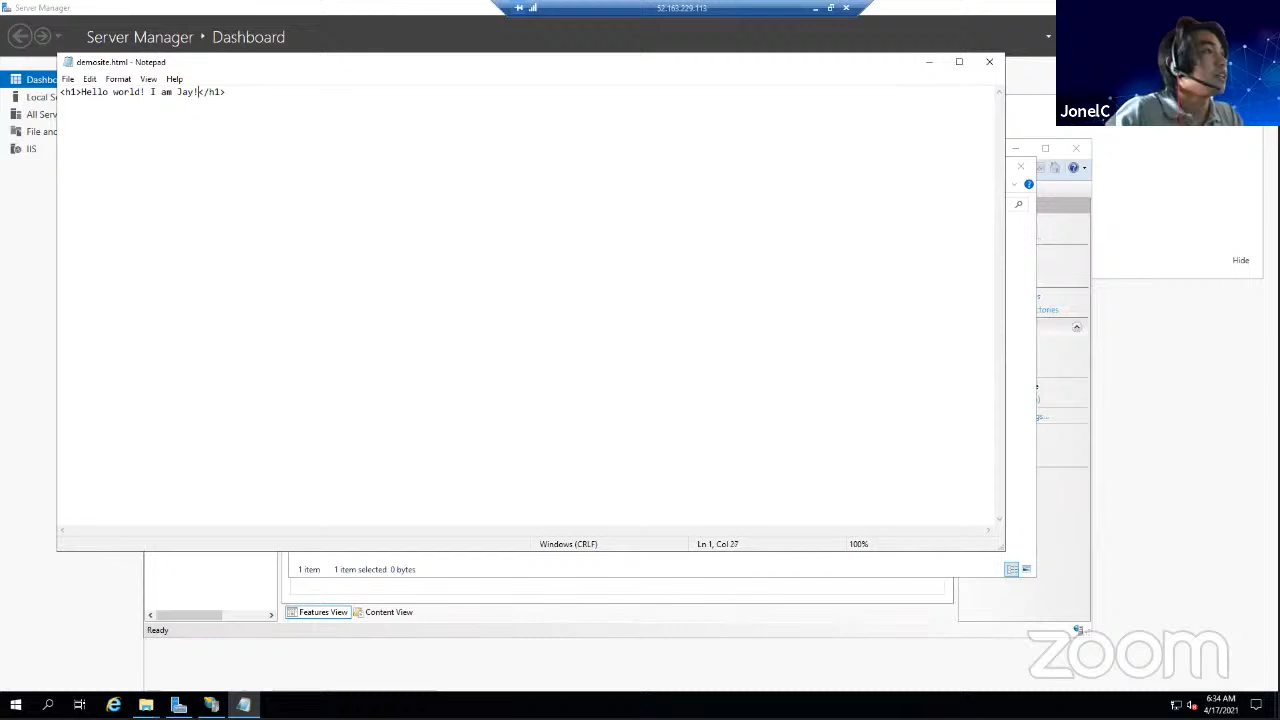 Server Manager
52.163.229.113
Server Manager • Dashboard
JonelC
demosite.html - Notepad
File Edit Format View Help
<h1>Hello world! I am Jay!</h1>
Dashbo
Local S
All Serv
File and
IIS
Hide
ctories
Windows (CRLF)
Ln 1, Col 27
100%
1 item
1 item selected 0 bytes
Features View
Content View
Ready
zoom
6:34 AM
4/17/2021